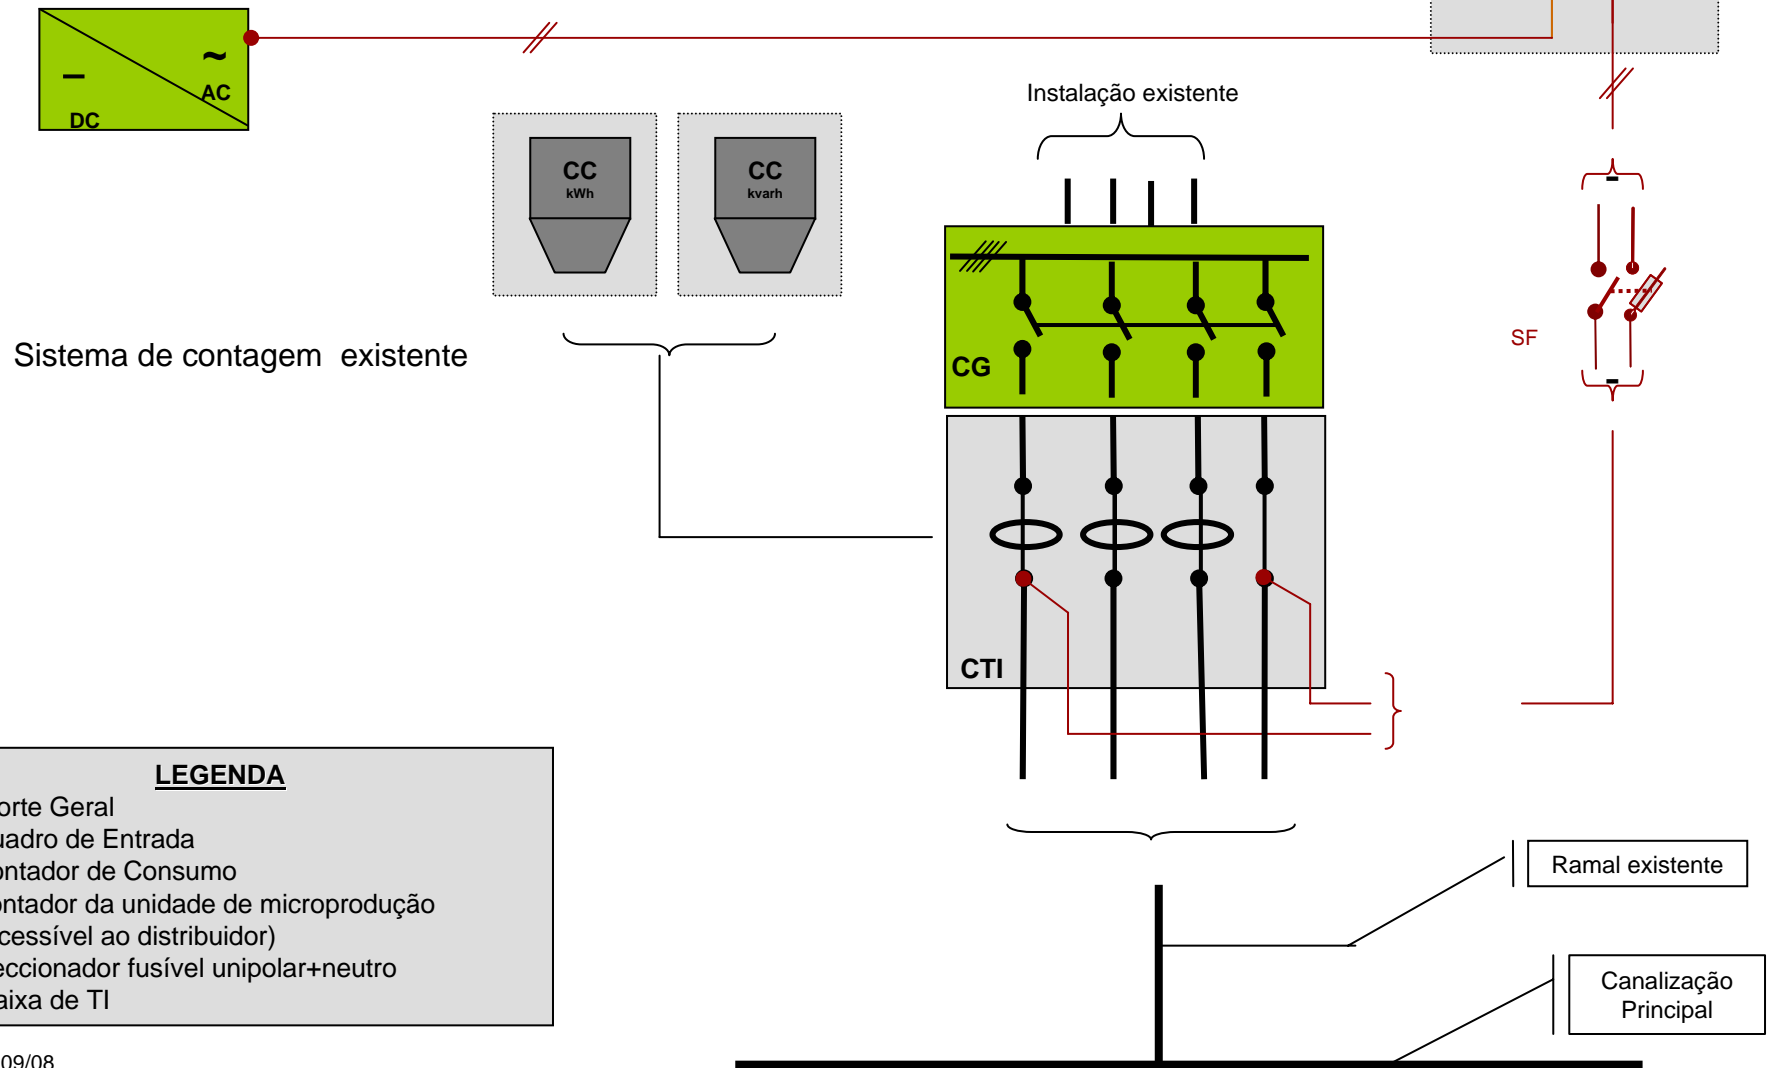 ~
AC
–
DC
Instalação existente
CC
kWh
CC
kvarh
SF
Sistema de contagem existente
CG
CTI
LEGENDA
orte Geral
uadro de Entrada
ontador de Consumo
ontador da unidade de microprodução
cessível ao distribuidor)
eccionador fusível unipolar+neutro
aixa de TI
Ramal existente
Canalização
Principal
09/08